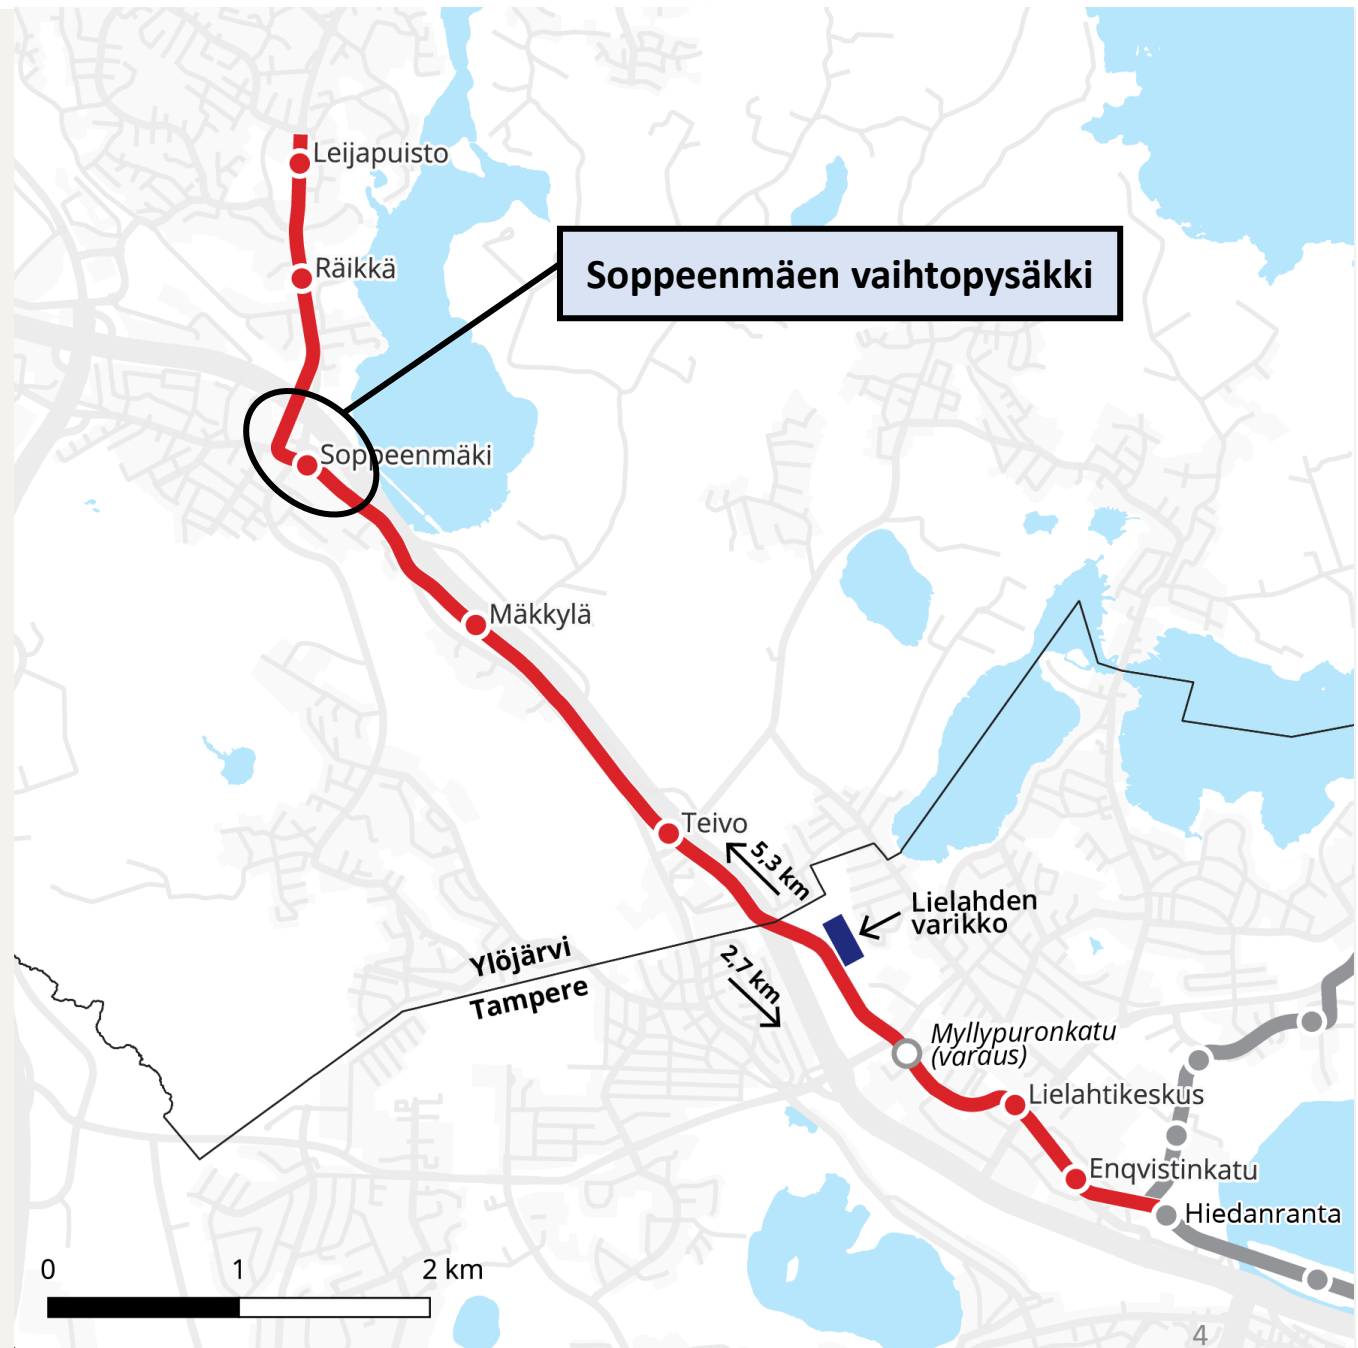 Leijapuisto
Räikkä
Soppeenmäen vaihtopysäkki
Soppeenmäki
Mäkkylä
Teivo
5,3 km
Lielahden
varikko
Ylöjärvi
Tampere
2,7 km
Myllypuronkatu
(varaus)
Lielahtikeskus
Enqvistinkatu
Hiedanranta
0 1 2 km
4